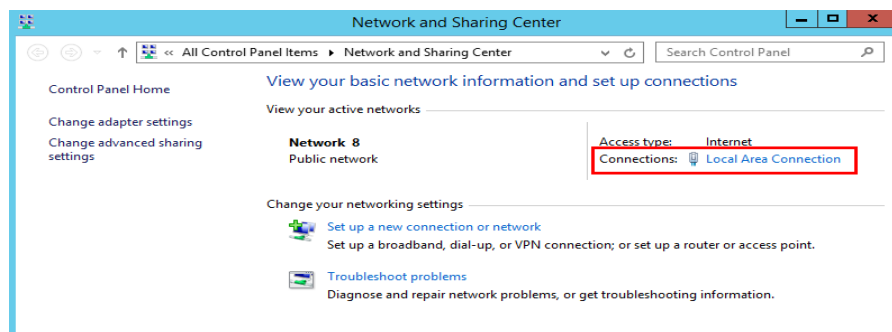 Network and Sharing Center
« All Control Panel Items ▸ Network and Sharing Center
Search Control Panel
Control Panel Home
Change adapter settings
Change advanced sharing
settings
View your basic network information and set up connections
View your active networks
Network 8
Public network
Access type: Internet
Connections: Local Area Connection
Change your networking settings
Set up a new connection or network
Set up a broadband, dial-up, or VPN connection; or set up a router or access point.
Troubleshoot problems
Diagnose and repair network problems, or get troubleshooting information.